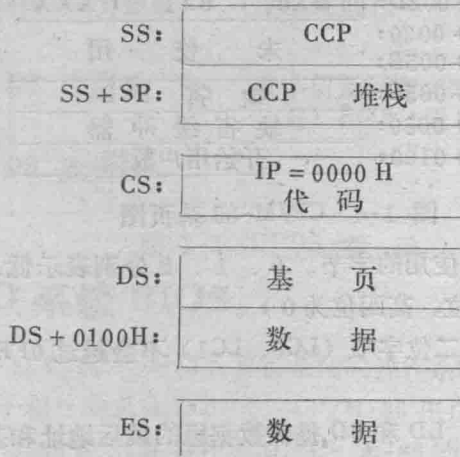 SS: CCP
SS+SP: CCP 堆栈
CS: IP=0000 H
代 码
DS: 基 页
DS+0100H: 数 据
ES: 数 据